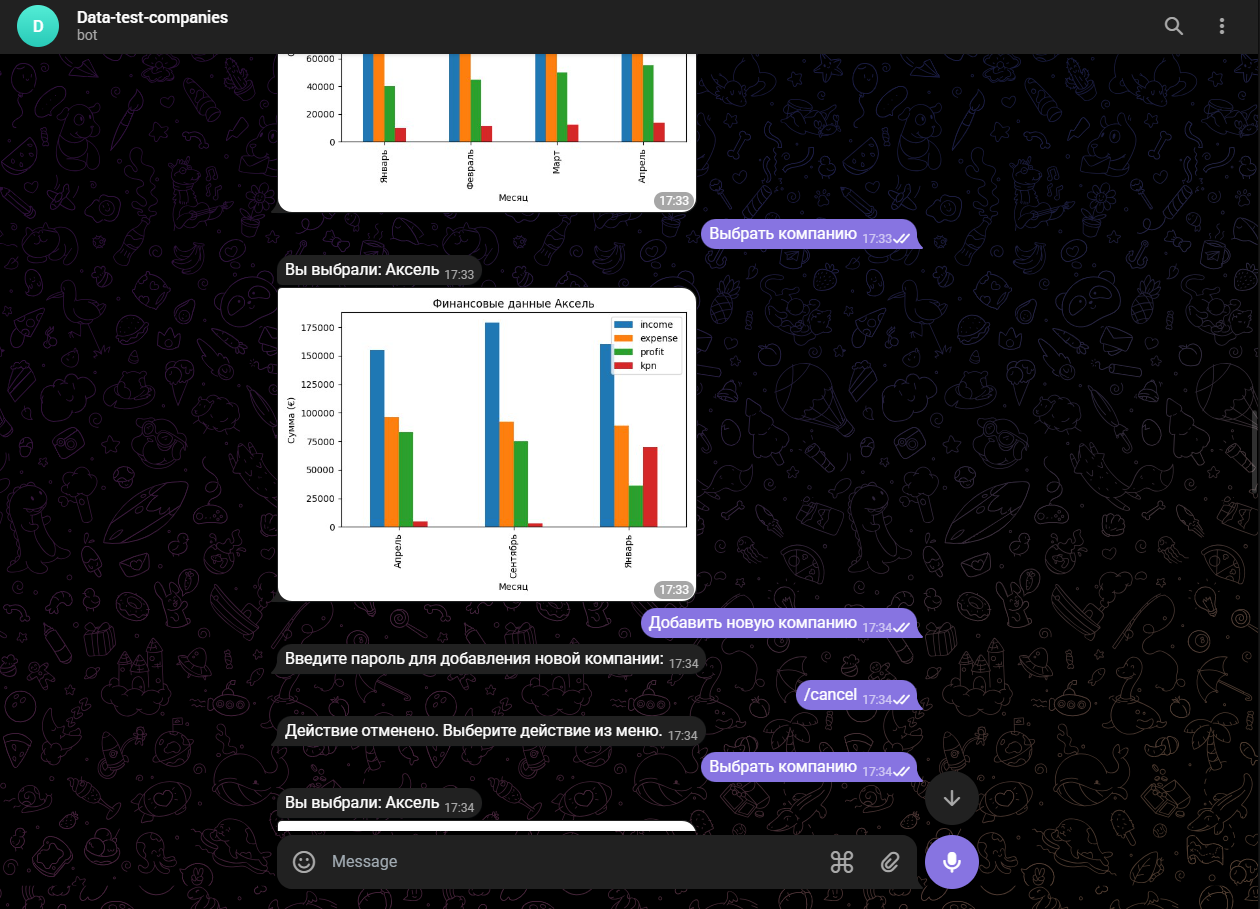 D
Data-test-companies
bot
60000
40000
20000
0
Январь
Февраль
Март
Апрель
Месяц
17:33
Выбрать компанию 17:33
Вы выбрали: Аксель 17:33
Финансовые данные Аксель
income
expense
profit
kpn
Сумма (€)
175000
150000
125000
100000
75000
50000
25000
0
Апрель
Сентябрь
Январь
Месяц
17:33
Добавить новую компанию 17:34
Введите пароль для добавления новой компании: 17:34
/cancel 17:34
Действие отменено. Выберите действие из меню. 17:34
Выбрать компанию 17:34
Вы выбрали: Аксель 17:34
Message